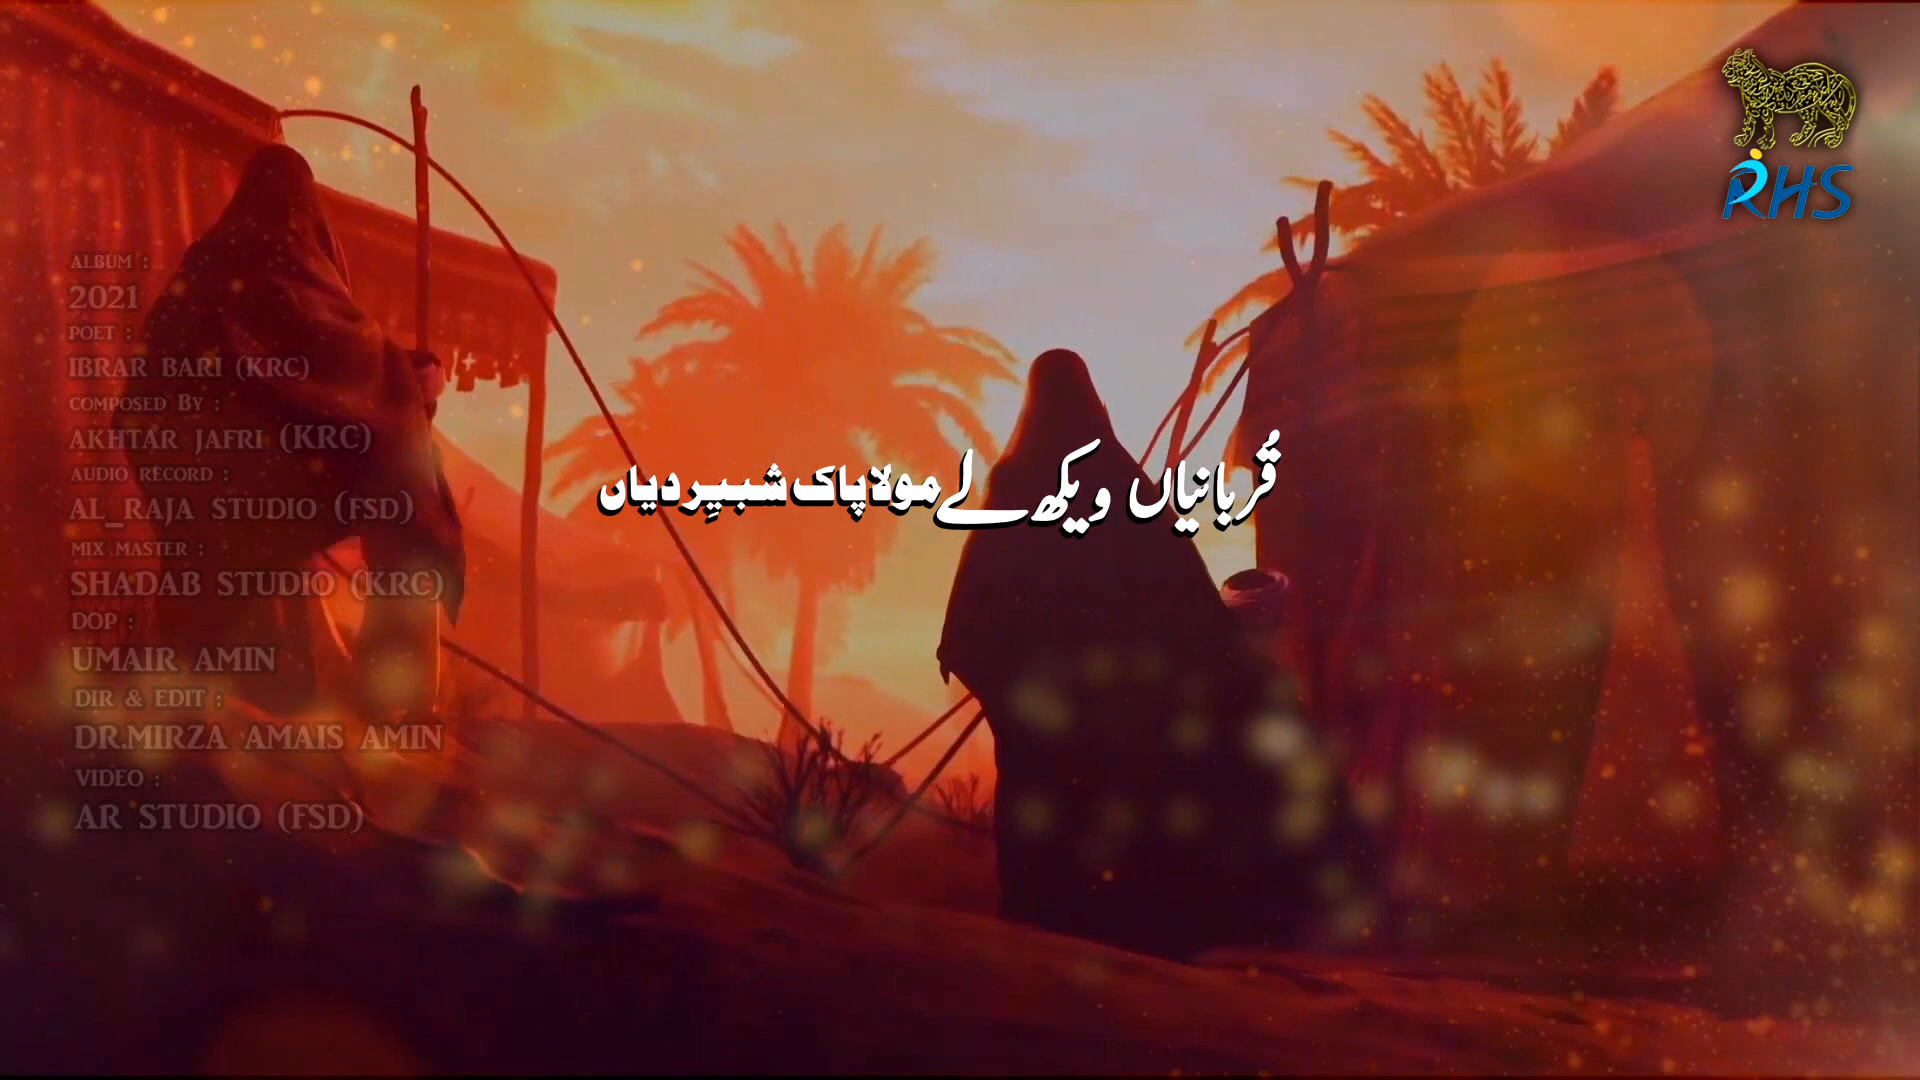 RHS
ALBUM :
2021
POET :
IBRAR BARI (KRC)
COMPOSED BY :
AKHTAR JAFRI (KRC)
AUDIO RECORD :
AL_RAJA STUDIO (FSD)
MIX MASTER :
SHADAB STUDIO (KRC)
DOP :
UMAIR AMIN
DIR & EDIT :
DR.MIRZA AMAIS AMIN
VIDEO :
AR STUDIO (FSD)
قُربانیاں ویکھ لے مولا پاک شبپِر دیاں